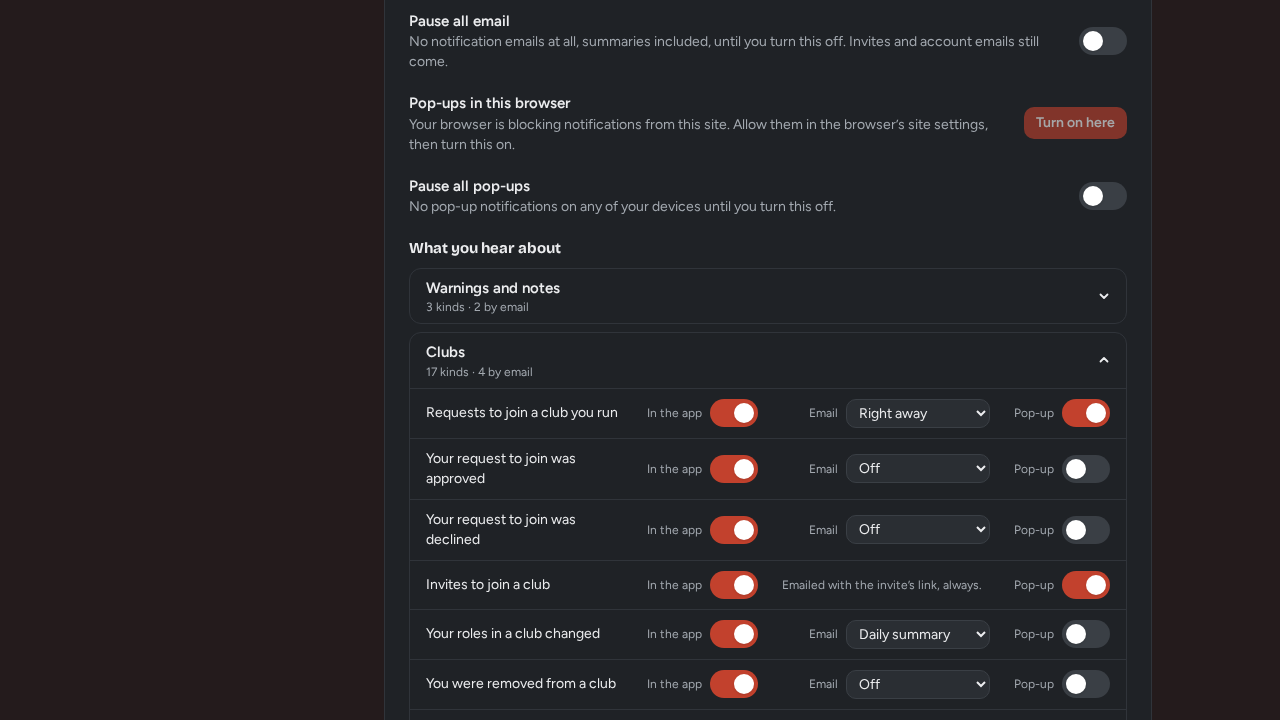 Pause all email
No notification emails at all, summaries included, until you turn this off. Invites and account emails still
come.
Pop-ups in this browser
Your browser is blocking notifications from this site. Allow them in the browser’s site settings,
then turn this on.
Turn on here
Pause all pop-ups
No pop-up notifications on any of your devices until you turn this off.
What you hear about
Warnings and notes
3 kinds · 2 by email
Clubs
17 kinds · 4 by email
Requests to join a club you run In the app Email Right away Pop-up
Your request to join was
approved
In the app Email Off Pop-up
Your request to join was
declined
In the app Email Off Pop-up
Invites to join a club In the app Emailed with the invite’s link, always. Pop-up
Your roles in a club changed In the app Email Daily summary Pop-up
You were removed from a club In the app Email Off Pop-up